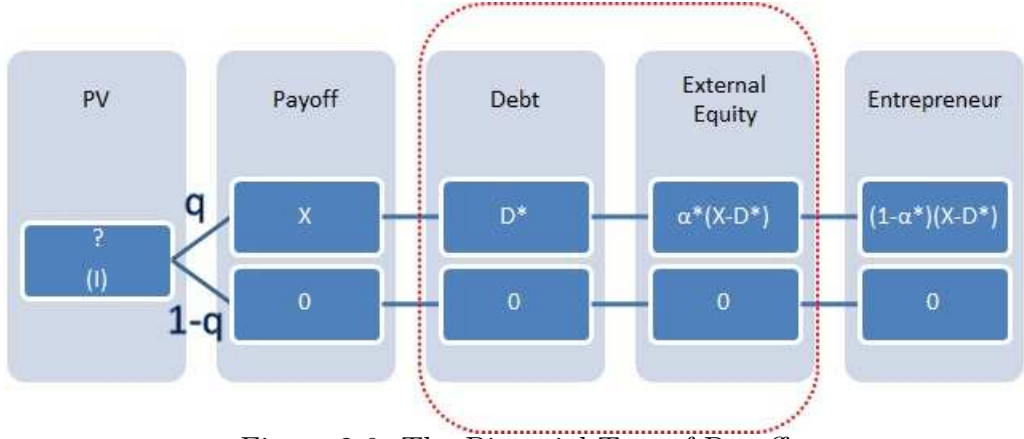 PV
Payoff
Debt
External
Equity
Entrepreneur
q
?
(I)
1-q
X
D*
α*(X-D*)
(1-α*)(X-D*)
0
0
0
0